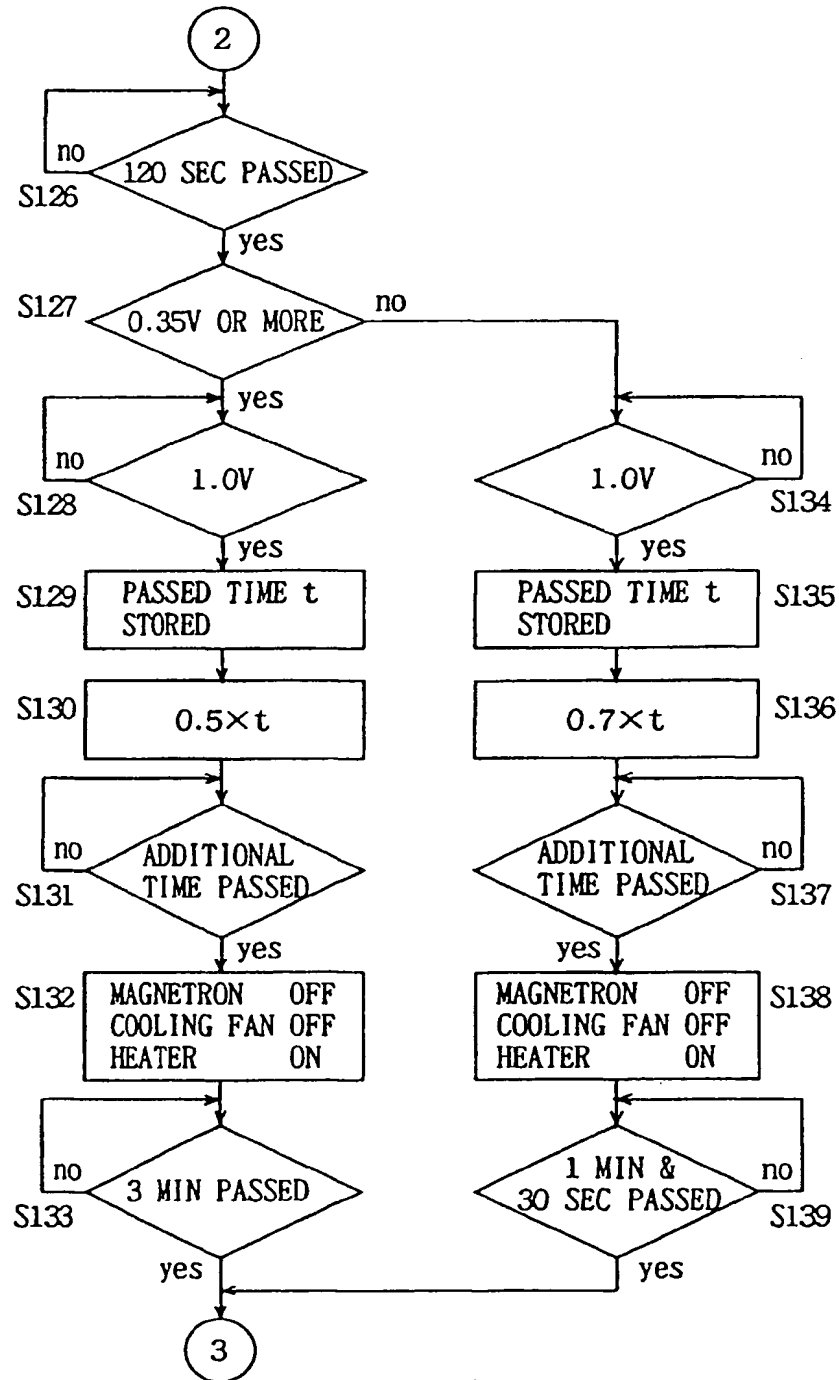 2
no
120 SEC PASSED
S126
yes
S127
0.35V OR MORE
no
yes
no
1.0V
S128
yes
1.0V
no
S134
yes
S129
PASSED TIME t
STORED
PASSED TIME t
STORED
S135
S130
0.5×t
0.7×t
S136
no
ADDITIONAL
TIME PASSED
S131
yes
ADDITIONAL
TIME PASSED
no
S137
yes
S132
MAGNETRON OFF
COOLING FAN OFF
HEATER ON
MAGNETRON OFF
COOLING FAN OFF
HEATER ON
S138
no
3 MIN PASSED
S133
yes
1 MIN &
30 SEC PASSED
no
S139
yes
3